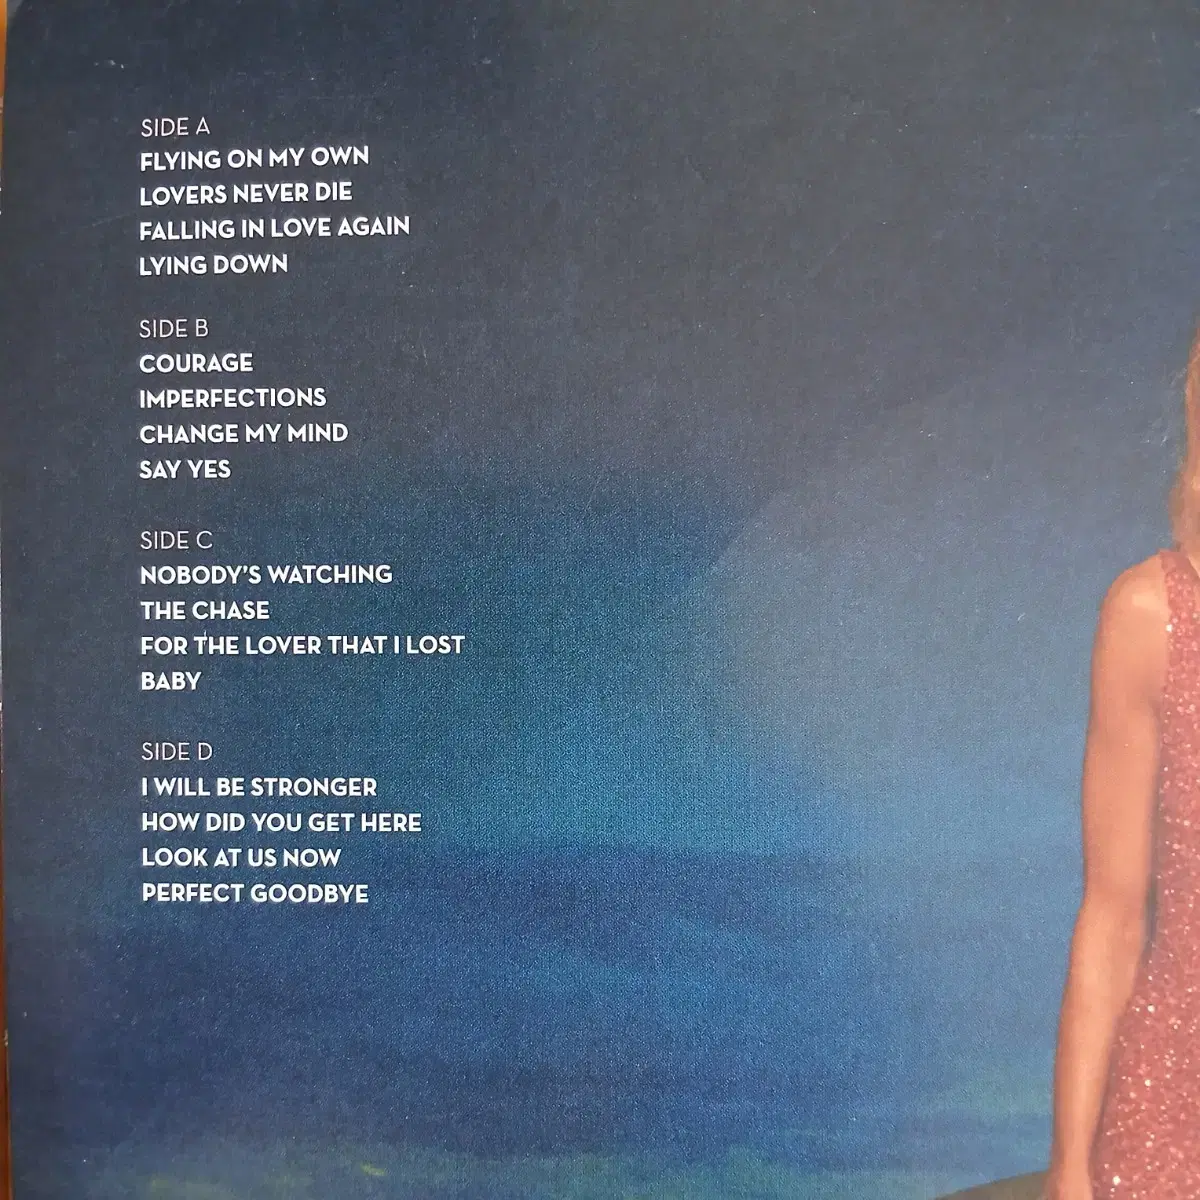 SIDE A
FLYING ON MY OWN
LOVERS NEVER DIE
FALLING IN LOVE AGAIN
LYING DOWN
SIDE B
COURAGE
IMPERFECTIONS
CHANGE MY MIND
SAY YES
SIDE C
NOBODY'S WATCHING
THE CHASE
FOR THE LOVER THAT I LOST
BABY
SIDE D
I WILL BE STRONGER
HOW DID YOU GET HERE
LOOK AT US NOW
PERFECT GOODBYE